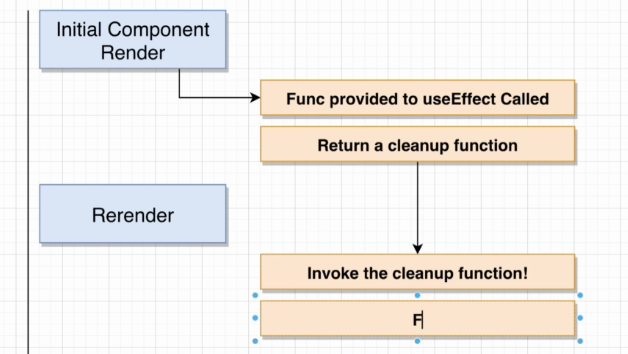 Initial Component
Render
Func provided to useEffect Called
Return a cleanup function
Rerender
Invoke the cleanup function!
F